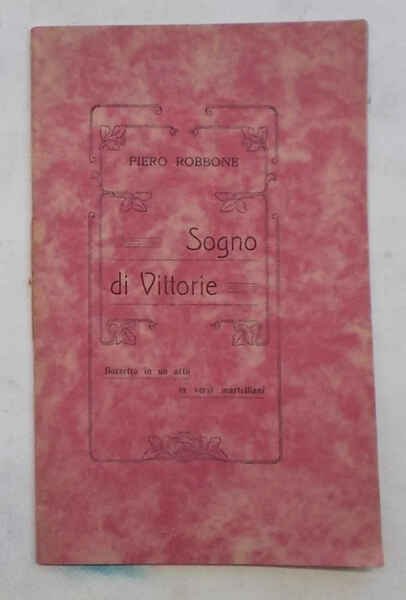 PIERO ROBBONE
Sogno
di Vittorie
Bozzetto in un atto
in versi martelliani